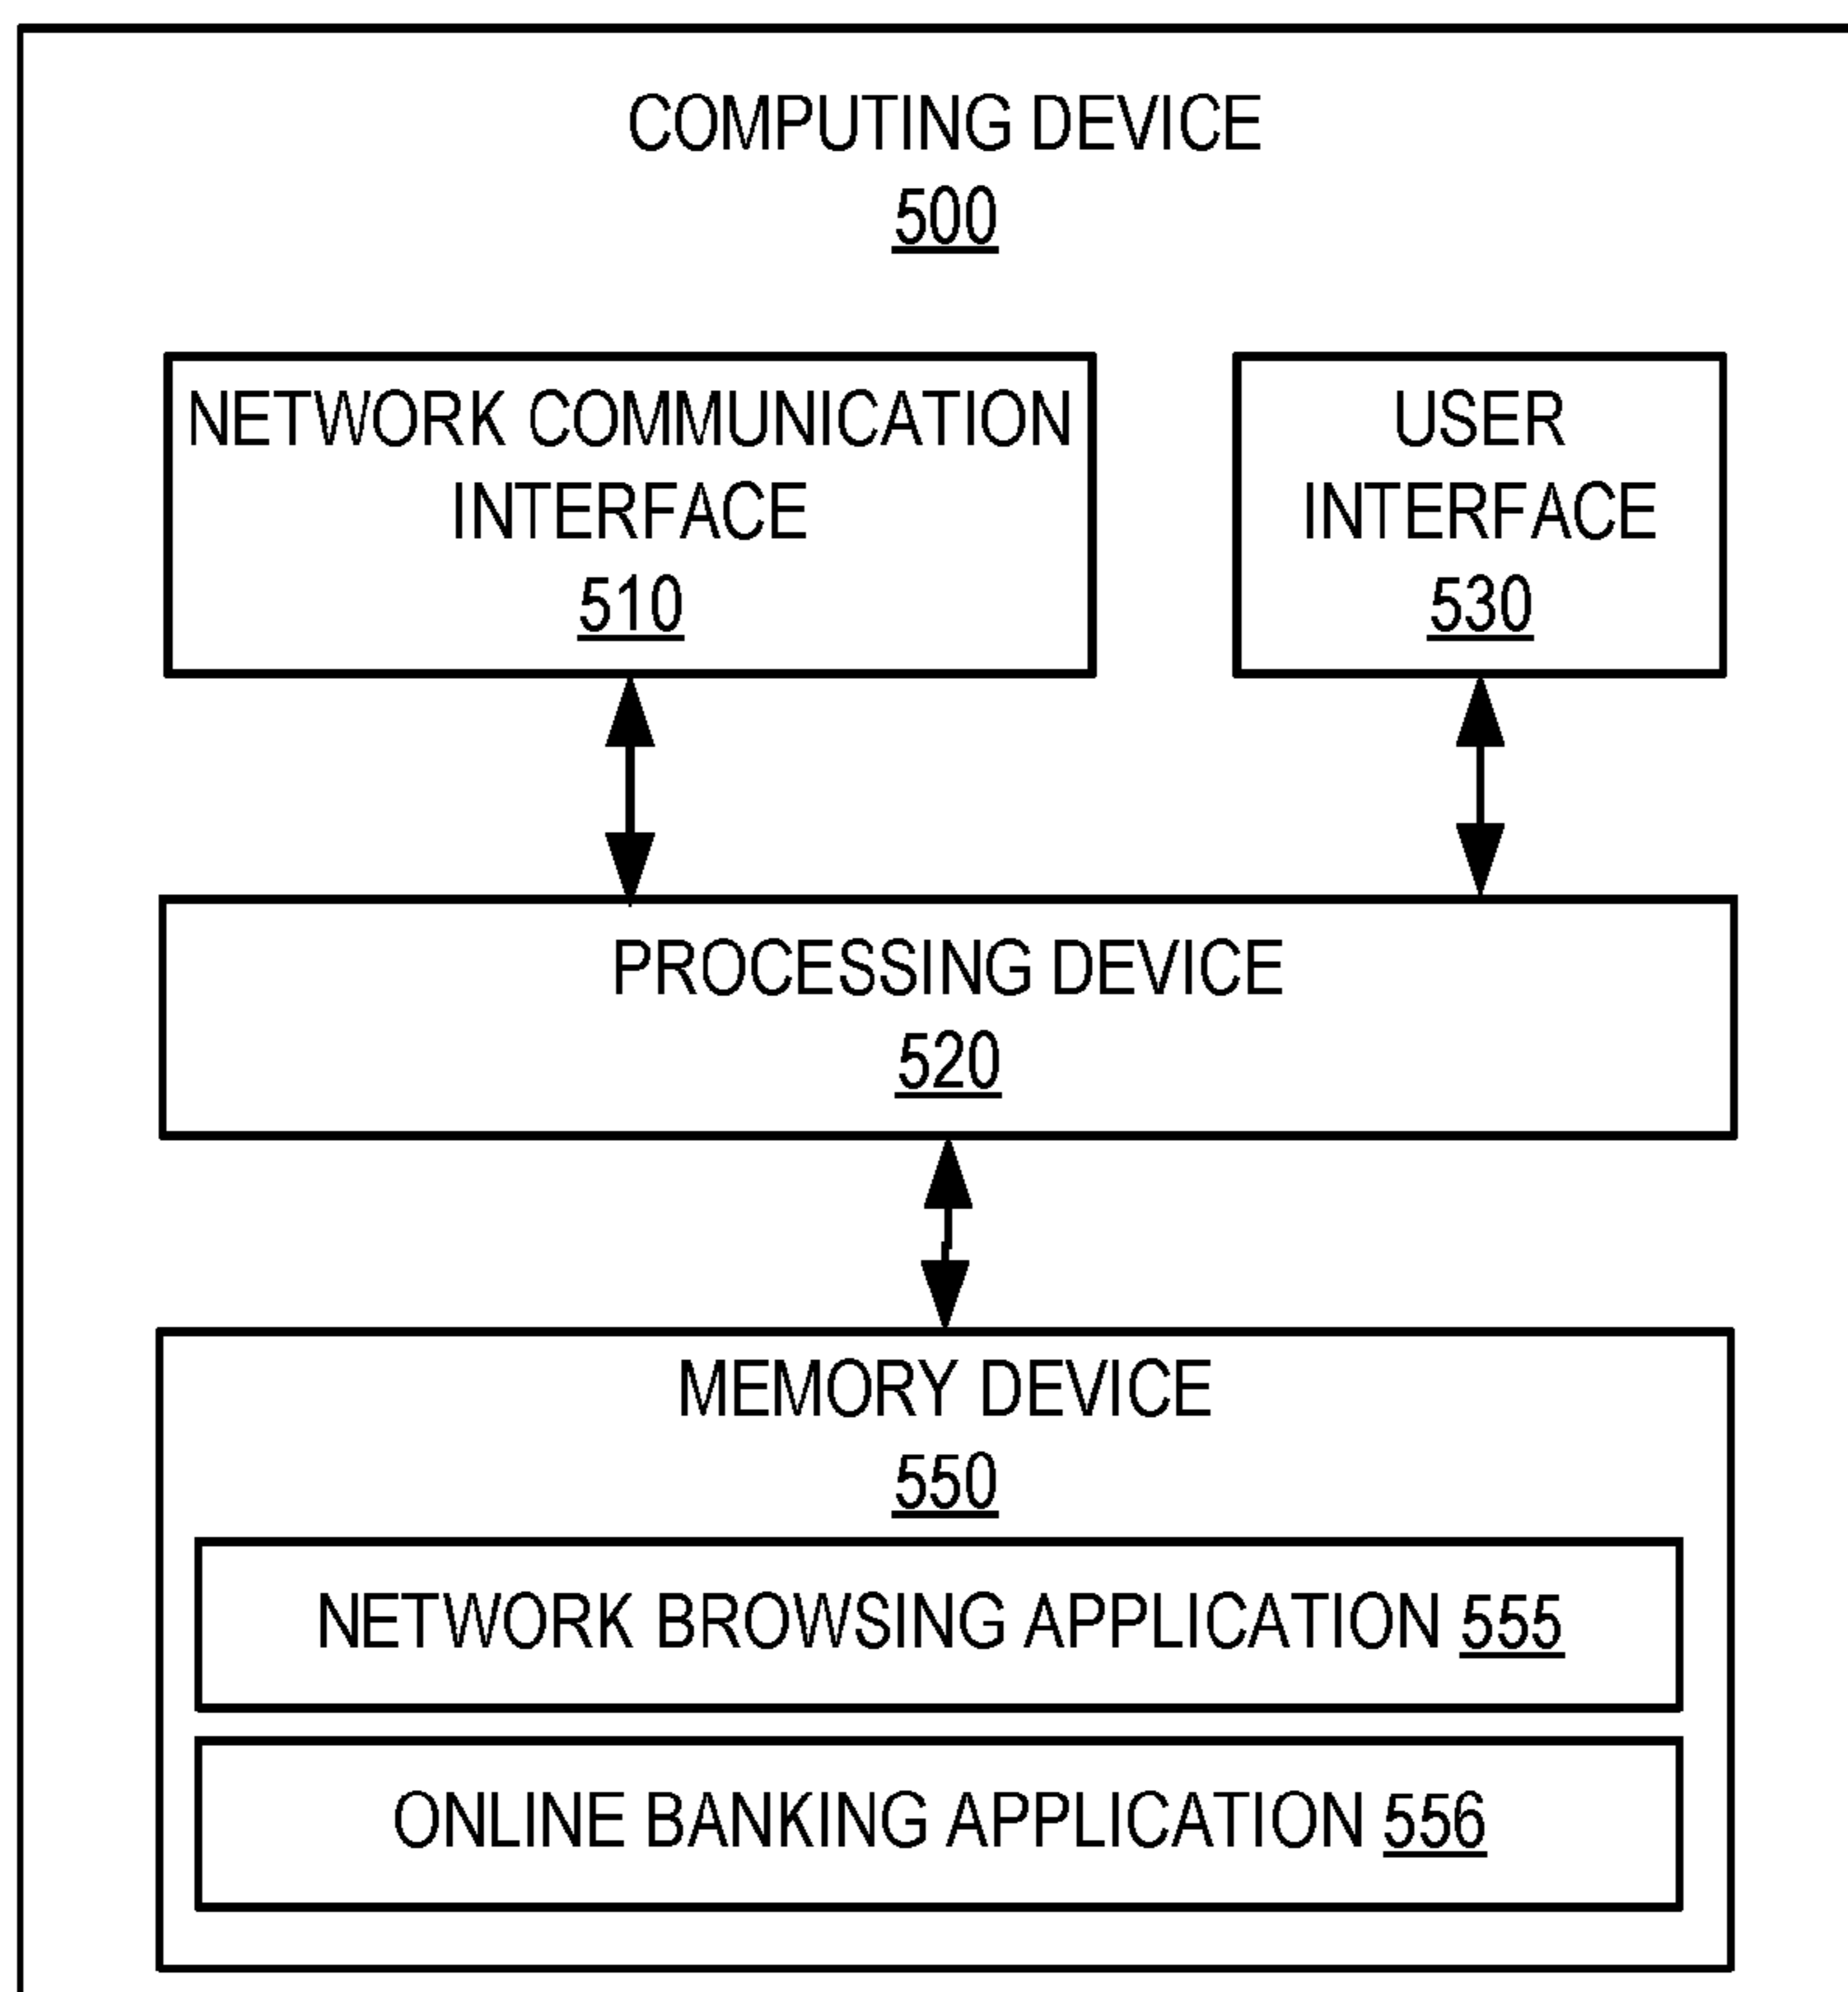 COMPUTING DEVICE
500
NETWORK COMMUNICATION
INTERFACE
510
USER
INTERFACE
530
PROCESSING DEVICE
520
MEMORY DEVICE
550
NETWORK BROWSING APPLICATION 555
ONLINE BANKING APPLICATION 556